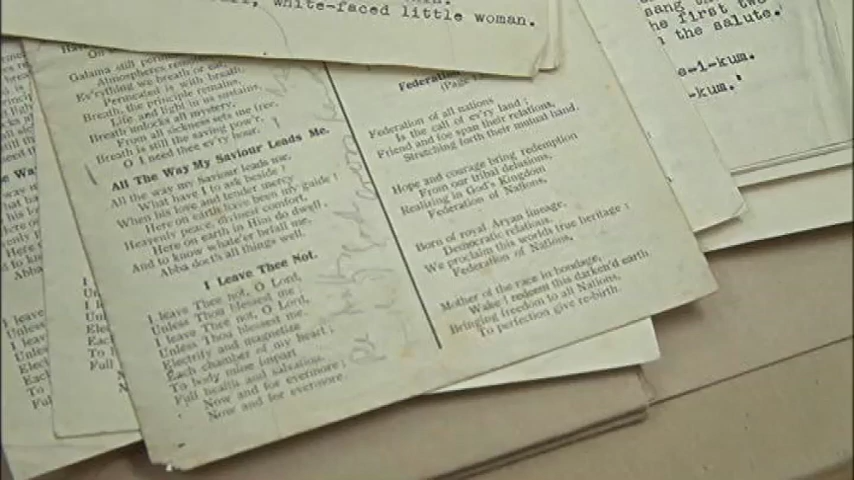 white-faced little woman.
sang
the first two
the salute.'
e-i-kum.
-kum.'
Galama still
Atmospheres
Ev'rything we breath or eat,
Permeated is with breath.
Breath, the principle remains,
Life and light in us sustains,
Breath unlocks all mystery,
From all sickness sets me free.
Breath is still the saving pow'r,
O I need thee ev'ry hour.
All The Way My Saviour Leads Me.
All the way my Saviour leads me,
What have I to ask beside;
When his love and tender mercy
Here on earth have been my guide!
Heavenly peace, divinest comfort,
Here on earth in Him do dwell,
And to know whate'er befall me,
Abba doeth all things well.
I Leave Thee Not.
I leave Thee not, O Lord,
Unless Thou blessed me;
I leave Thee not, O Lord,
Unless Thou blessed me.
Electrify and magnetize
Each chamber of my heart;
To body mine impart
Full health and salvation.
Now and for evermore;
Now and for evermore.
Federation
(Page
Federation of all nations
Is the call of ev'ry land;
Friend and foe span their relations,
Stretching forth their mutual hand.
Hope and courage bring redemption
From our tribal delusions,
Realizing in God's Kingdom
Federation of Nations,
Born of royal Aryan lineage,
Democratic relations.
We proclaim this worlds true heritage:
Federation of Nations,
Mother of the race in bondage,
Wake! redeem this darken'd earth
Bringing freedom to all Nations,
To perfection give re-birth.